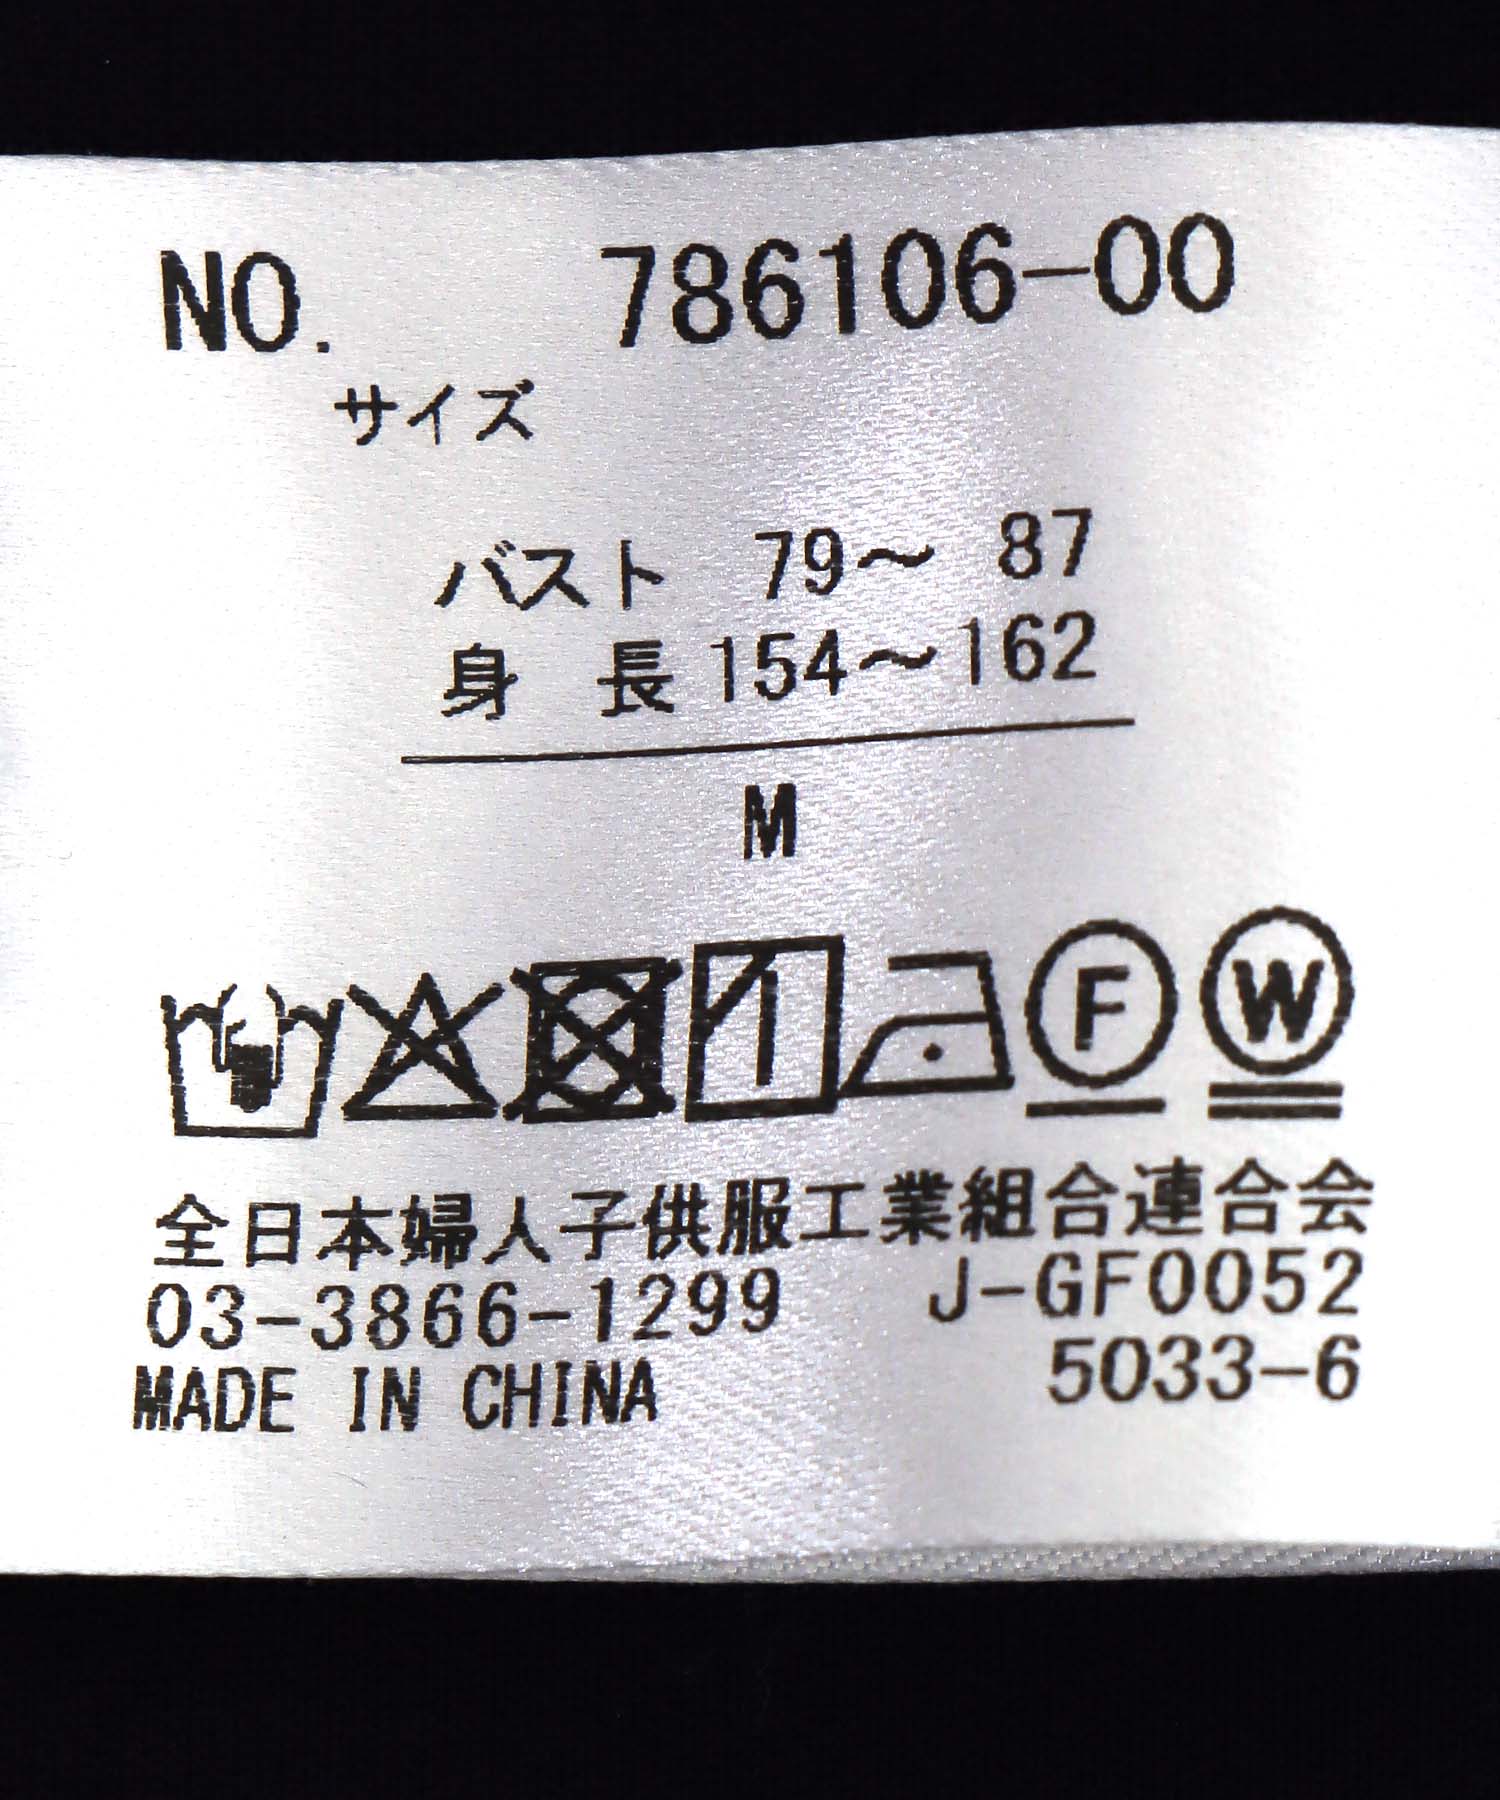 NO. 786106-00
サイズ
バスト 79～ 87
身 長 154～162
M
F W
全日本婦人子供服工業組合連合会
03-3866-1299 J-GF0052
MADE IN CHINA 5033-6